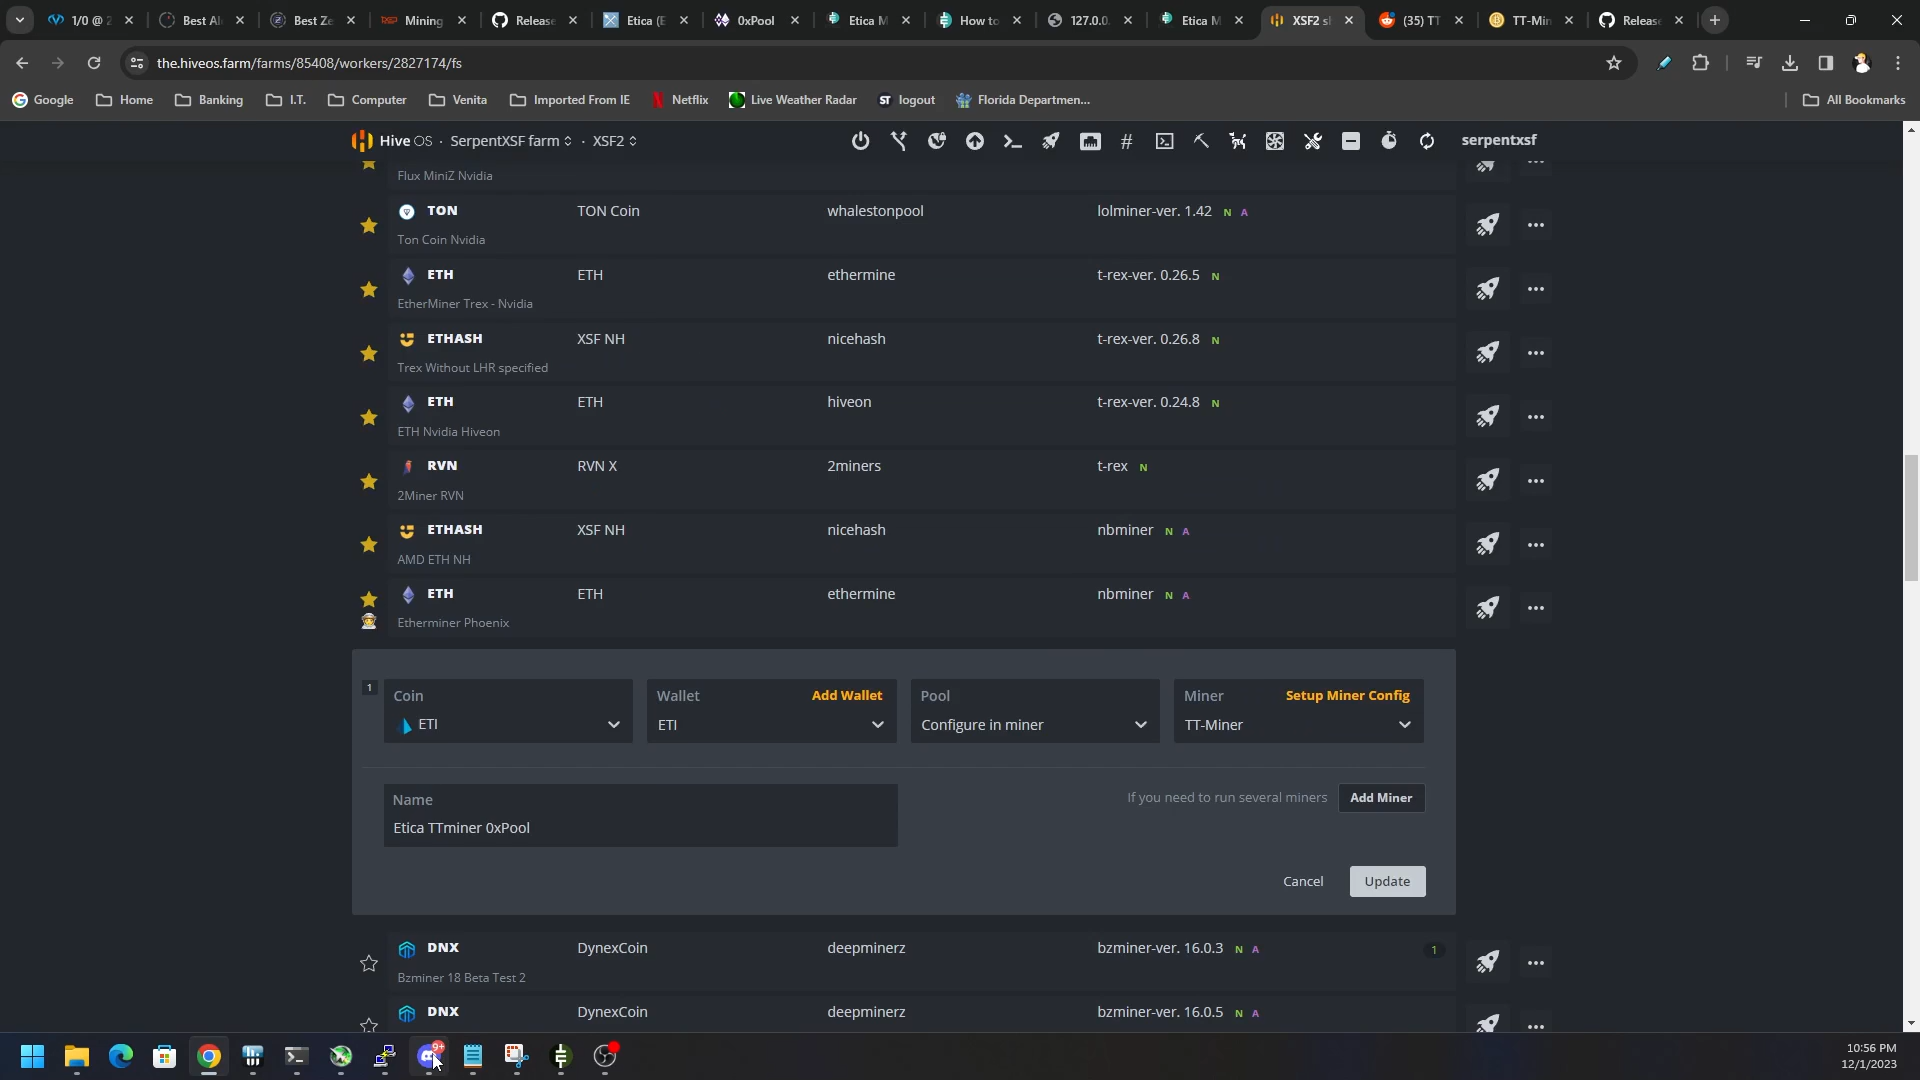 1/0 @ 2
Best Al
Best Ze
Mining
Release
Etica (E
0xPool
Etica M
How to
127.0.0.
Etica M
XSF2 sl
(35) TT
TT-Min
Release
the.hiveos.farm/farms/85408/workers/2827174/fs
Google
Home
Banking
I.T.
Computer
Venita
Imported From IE
Netflix
Live Weather Radar
ST logout
Florida Departmen...
All Bookmarks
Hive OS · SerpentXSF farm · XSF2
serpentxsf
Flux MiniZ Nvidia
TON TON Coin whalestonpool lolminer-ver. 1.42 N A
Ton Coin Nvidia
ETH ETH ethermine t-rex-ver. 0.26.5 N
EtherMiner Trex - Nvidia
ETHASH XSF NH nicehash t-rex-ver. 0.26.8 N
Trex Without LHR specified
ETH ETH hiveon t-rex-ver. 0.24.8 N
ETH Nvidia Hiveon
RVN RVN X 2miners t-rex N
2Miner RVN
ETHASH XSF NH nicehash nbminer N A
AMD ETH NH
ETH ETH ethermine nbminer N A
Etherminer Phoenix
1 Coin Wallet Add Wallet Pool Miner Setup Miner Config
ETI ETI Configure in miner TT-Miner
Name
Etica TTminer 0xPool
If you need to run several miners Add Miner
Cancel Update
DNX DynexCoin deepminerz bzminer-ver. 16.0.3 N A 1
Bzminer 18 Beta Test 2
DNX DynexCoin deepminerz bzminer-ver. 16.0.5 N A
9+
10:56 PM
12/1/2023